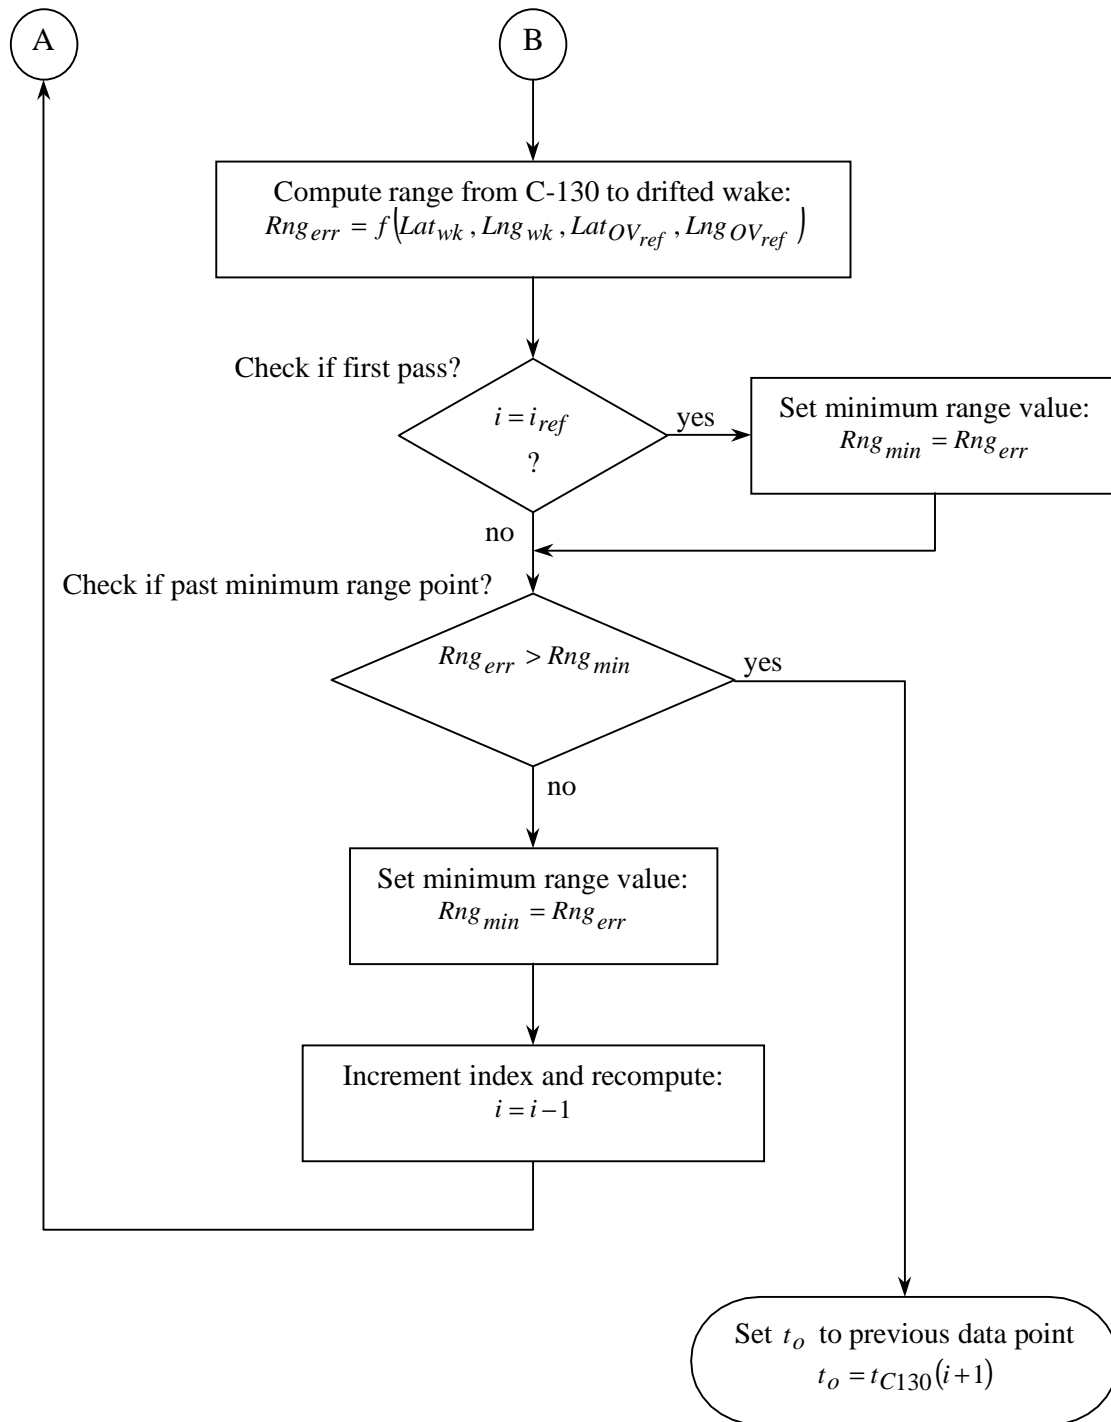 A
B
Compute range from C-130 to drifted wake:
Rng_err = f(Lat_wk, Lng_wk, Lat_OV_ref, Lng_OV_ref)
Check if first pass?
i = i_ref
?
yes
Set minimum range value:
Rng_min = Rng_err
no
Check if past minimum range point?
Rng_err > Rng_min
yes
no
Set minimum range value:
Rng_min = Rng_err
Increment index and recompute:
i = i−1
Set t_o to previous data point
t_o = t_C130(i+1)